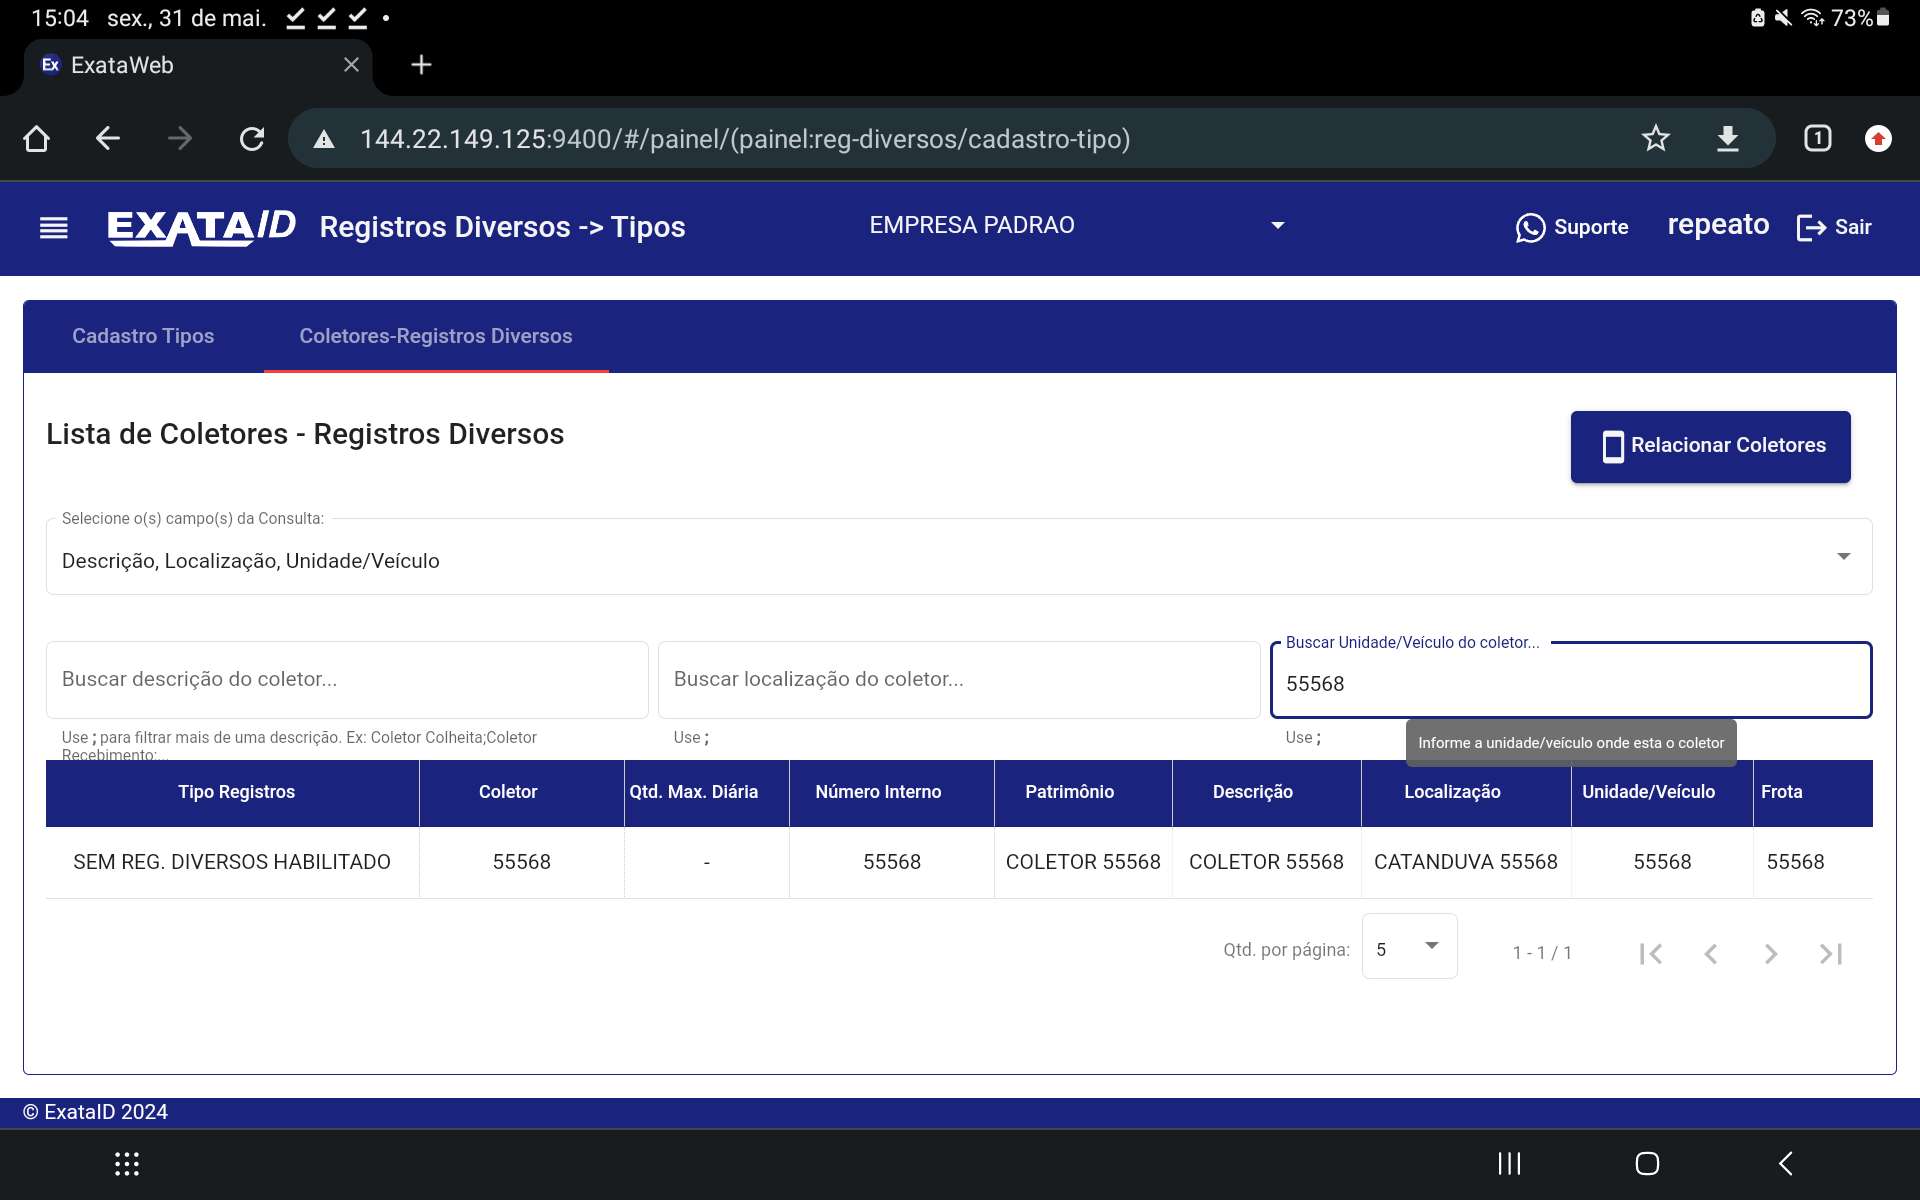 15:04 sex., 31 de mai.
73%
Ex ExataWeb
144.22.149.125:9400/#/painel/(painel:reg-diversos/cadastro-tipo)
1
EXATAID Registros Diversos -> Tipos
EMPRESA PADRAO
Suporte
repeato
Sair
Cadastro Tipos
Coletores-Registros Diversos
Lista de Coletores - Registros Diversos
Relacionar Coletores
Selecione o(s) campo(s) da Consulta:
Descrição, Localização, Unidade/Veículo
Buscar descrição do coletor...
Buscar localização do coletor...
Buscar Unidade/Veículo do coletor...
55568
Use ; para filtrar mais de uma descrição. Ex: Coletor Colheita;Coletor
Recebimento;...
Use ;
Use ;
Informe a unidade/veículo onde esta o coletor
Tipo Registros Coletor Qtd. Max. Diária Número Interno Patrimônio Descrição Localização Unidade/Veículo Frota
SEM REG. DIVERSOS HABILITADO 55568 - 55568 COLETOR 55568 COLETOR 55568 CATANDUVA 55568 55568 55568
Qtd. por página: 5 1 - 1 / 1
© ExataID 2024